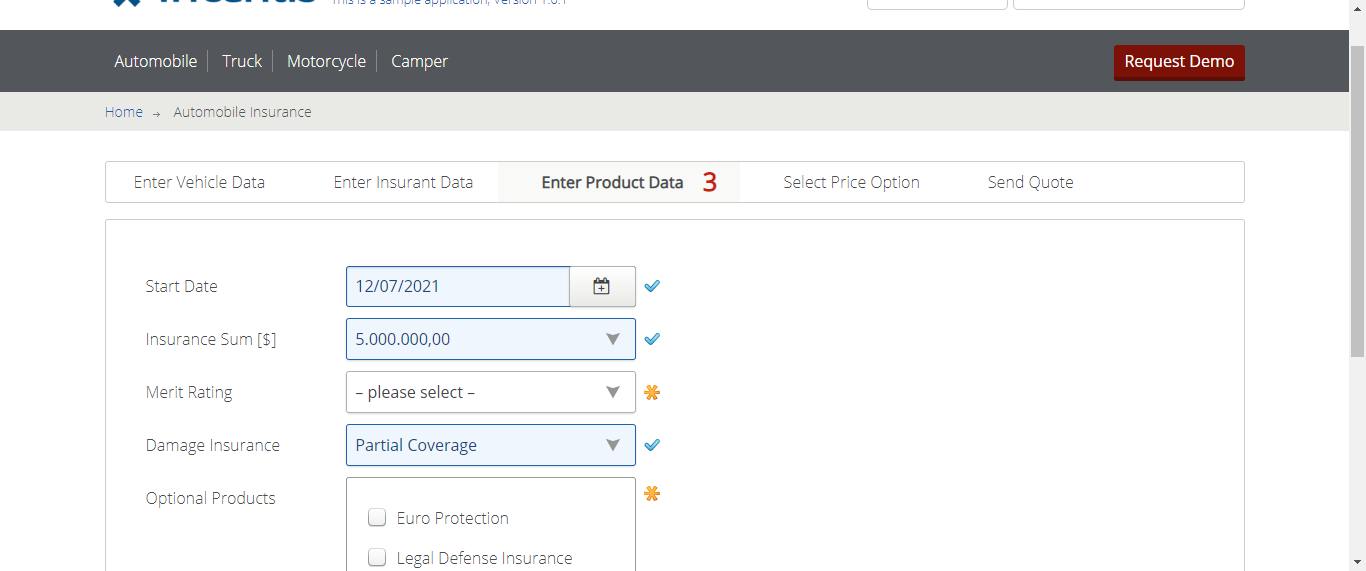 This is a sample application, Version 1.0.1
Automobile Truck Motorcycle Camper Request Demo
Home → Automobile Insurance
Enter Vehicle Data Enter Insurant Data Enter Product Data 3 Select Price Option Send Quote
Start Date 12/07/2021
Insurance Sum [$] 5.000.000,00
Merit Rating – please select –
Damage Insurance Partial Coverage
Optional Products
Euro Protection
Legal Defense Insurance